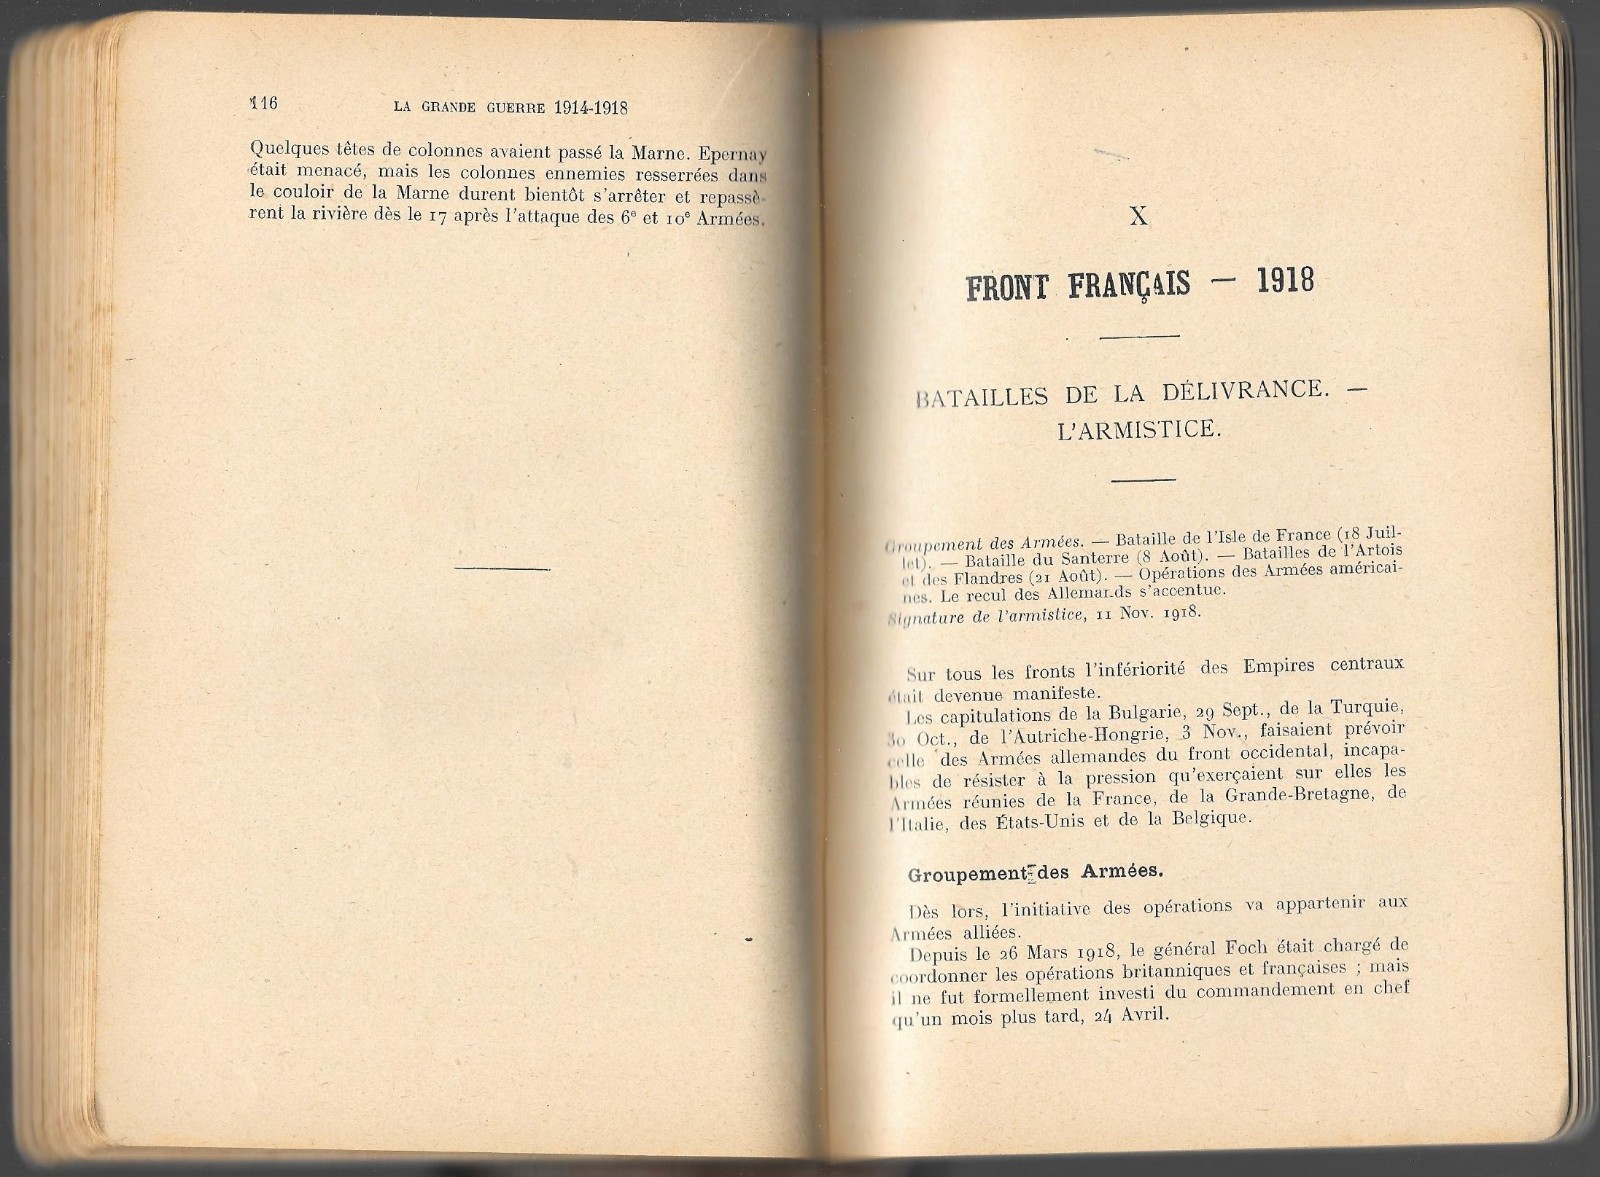 116
LA GRANDE GUERRE 1914-1918
Quelques têtes de colonnes avaient passé la Marne. Epernay
était menacé, mais les colonnes ennemies resserrées dans
le couloir de la Marne durent bientôt s'arrêter et repassè-
rent la rivière dès le 17 après l'attaque des 6e et 10e Armées.
X
FRONT FRANÇAIS — 1918
BATAILLES DE LA DÉLIVRANCE. —
L'ARMISTICE.
Groupement des Armées. — Bataille de l'Isle de France (18 Juil-
let). — Bataille du Santerre (8 Août). — Batailles de l'Artois
et des Flandres (21 Août). — Opérations des Armées américai-
nes. Le recul des Allemands s'accentue.
Signature de l'armistice, 11 Nov. 1918.
Sur tous les fronts l'infériorité des Empires centraux
était devenue manifeste.
Les capitulations de la Bulgarie, 29 Sept., de la Turquie,
30 Oct., de l'Autriche-Hongrie, 3 Nov., faisaient prévoir
celle des Armées allemandes du front occidental, incapa-
bles de résister à la pression qu'exerçaient sur elles les
Armées réunies de la France, de la Grande-Bretagne, de
l'Italie, des États-Unis et de la Belgique.
Groupement des Armées.
Dès lors, l'initiative des opérations va appartenir aux
Armées alliées.
Depuis le 26 Mars 1918, le général Foch était chargé de
coordonner les opérations britanniques et françaises ; mais
il ne fut formellement investi du commandement en chef
qu'un mois plus tard, 24 Avril.